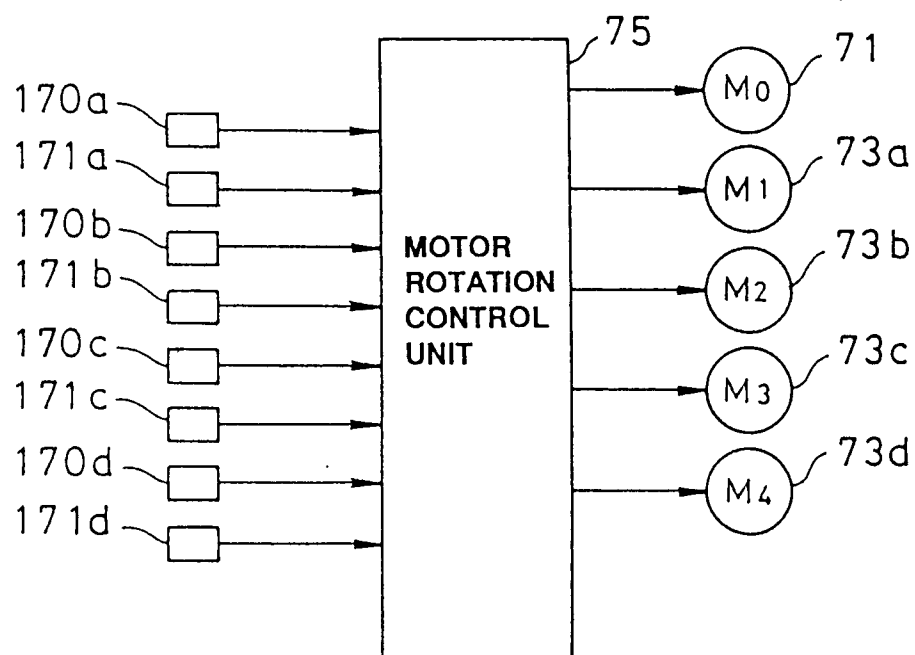 75
71
M0
170a
171a
73a
M1
170b
171b
MOTOR
ROTATION
CONTROL
UNIT
73b
M2
170c
171c
73c
M3
170d
171d
73d
M4